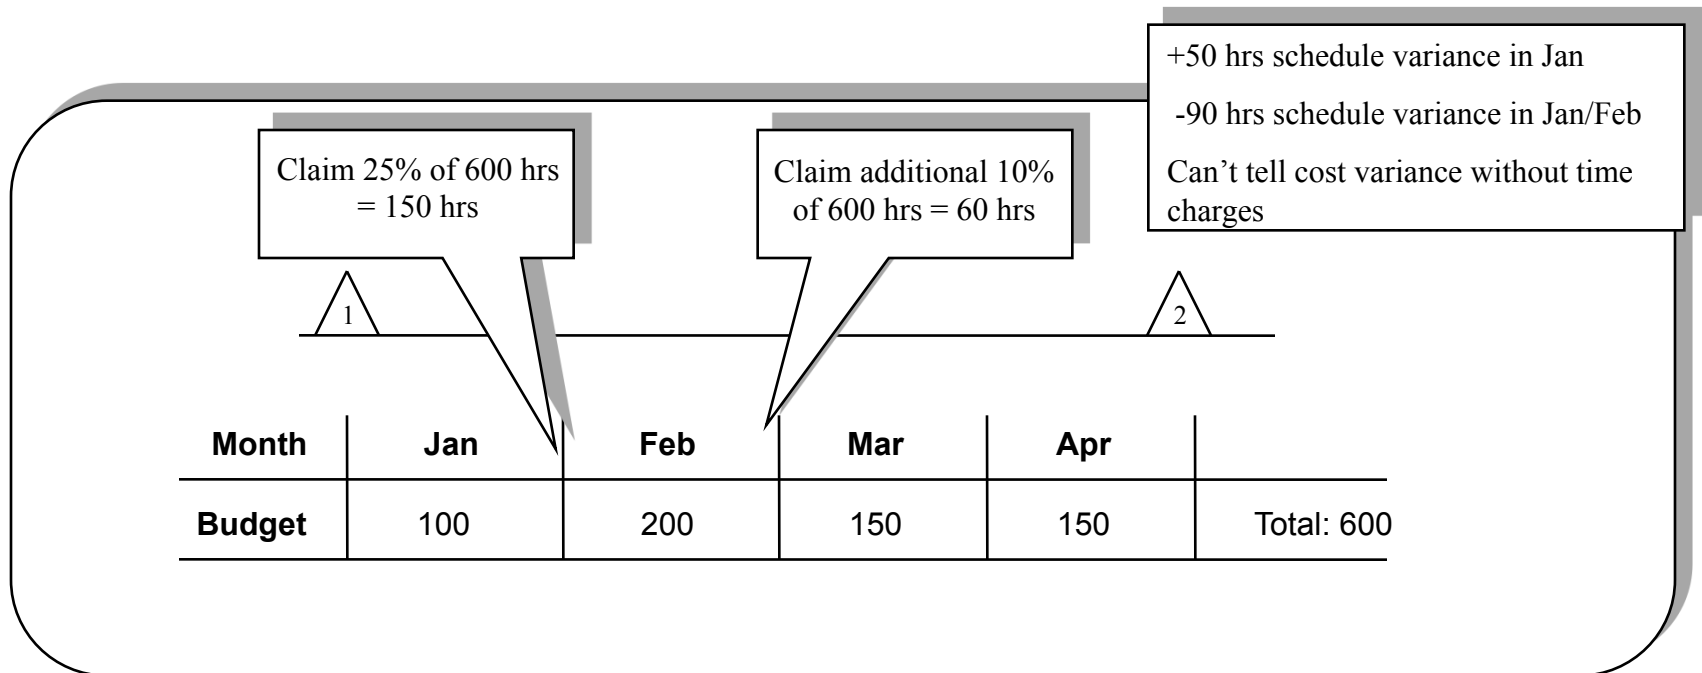 +50 hrs schedule variance in Jan
-90 hrs schedule variance in Jan/Feb
Can’t tell cost variance without time
charges
Claim 25% of 600 hrs
= 150 hrs
Claim additional 10%
of 600 hrs = 60 hrs
1
2
Month Jan Feb Mar Apr
Budget 100 200 150 150 Total: 600